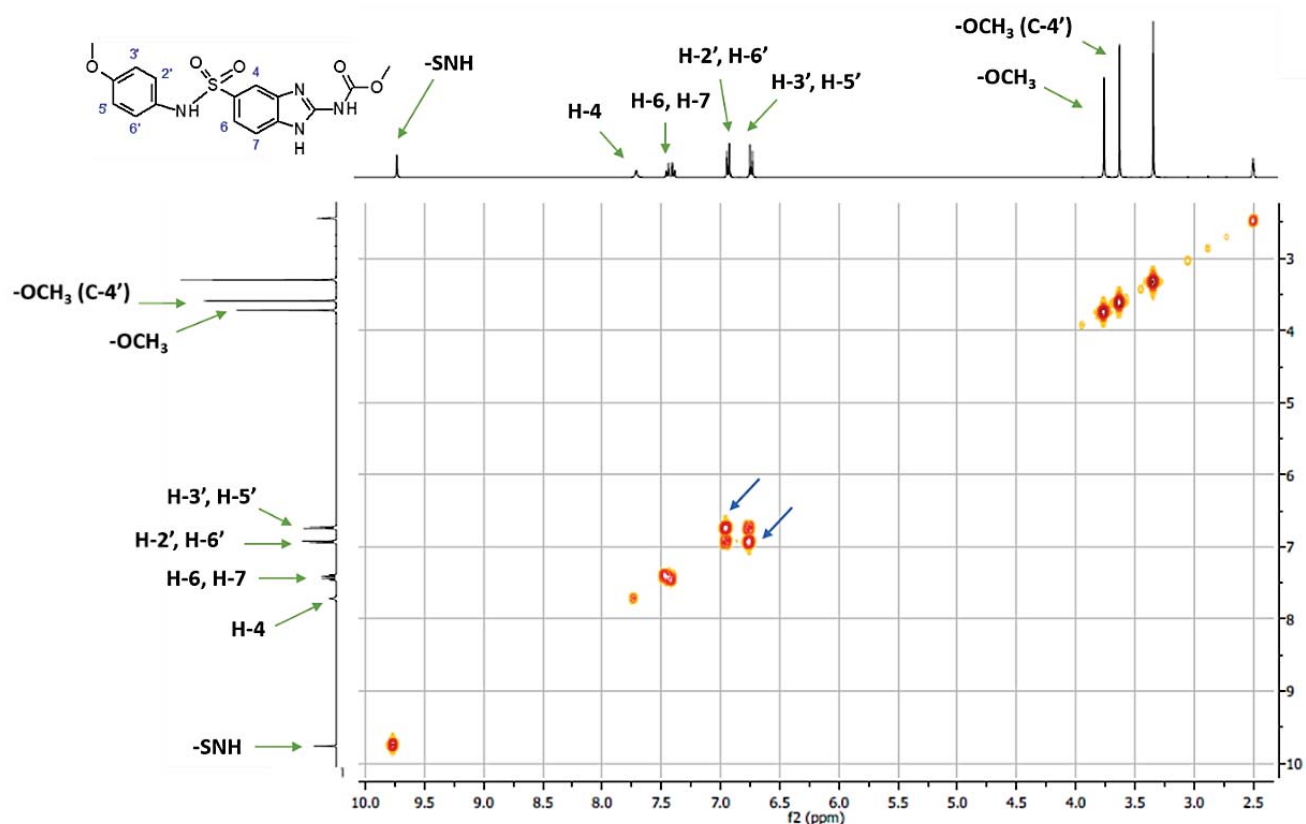 -OCH₃ (C-4’)
-SNH
H-2’, H-6’
-OCH₃
H-3’, H-5’
H-6, H-7
H-4
O
3'
2'
5'
6'
O
O
S
NH
4
6
7
N
N
H
O
O
NH
-OCH₃ (C-4’)
-OCH₃
H-3’, H-5’
H-2’, H-6’
H-6, H-7
H-4
-SNH
1
3
4
5
6
7
8
9
10
10.0 9.5 9.0 8.5 8.0 7.5 7.0 6.5 6.0 5.5 5.0 4.5 4.0 3.5 3.0 2.5
f2 (ppm)